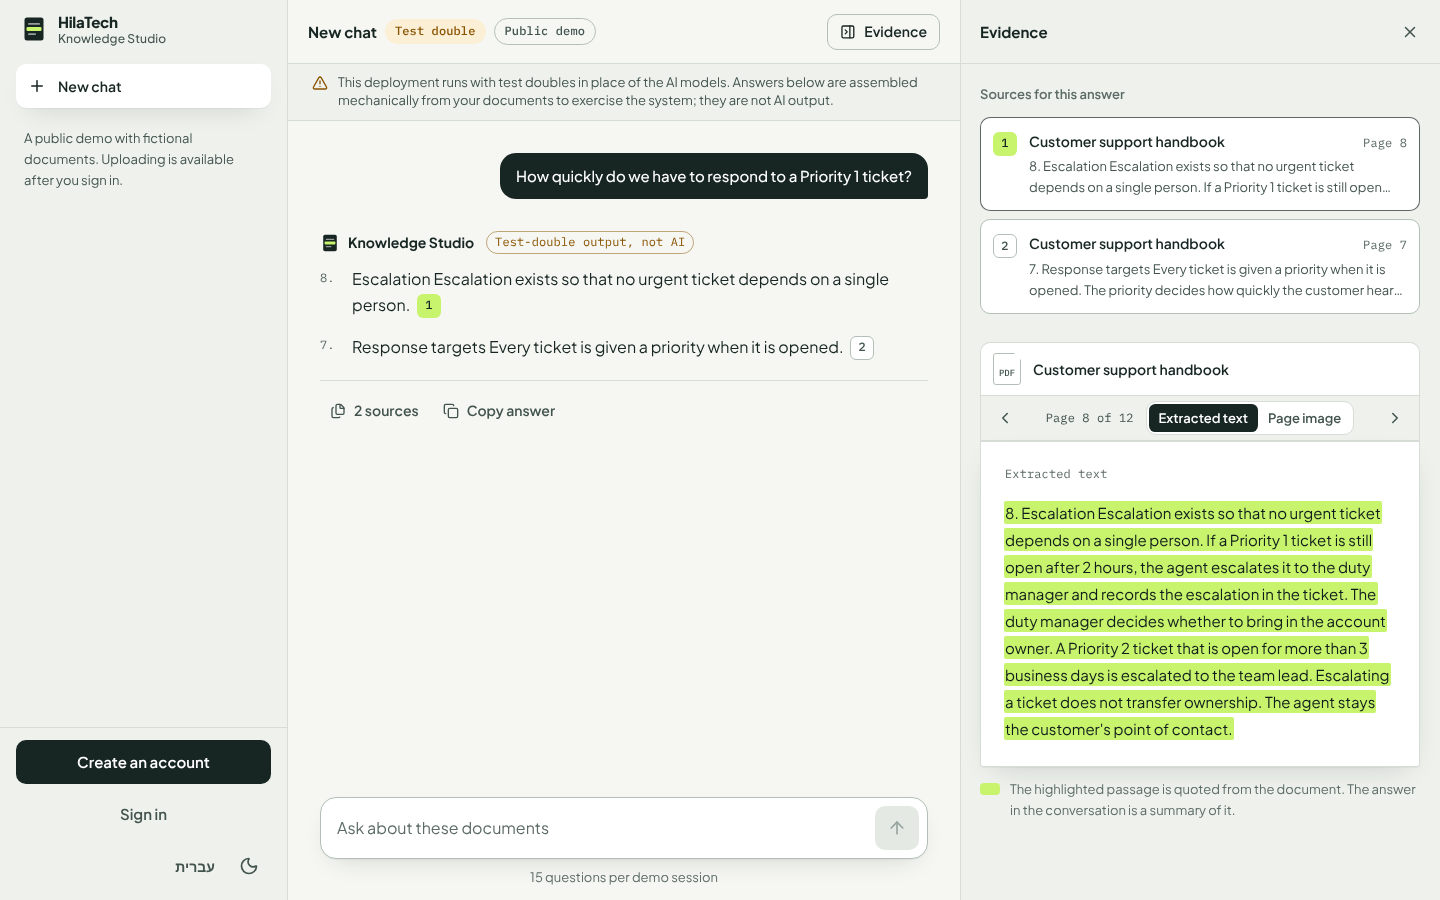 HilaTech
Knowledge Studio
New chat
A public demo with fictional
documents. Uploading is available
after you sign in.
Create an account
Sign in
עברית
New chat
Test double
Public demo
Evidence
This deployment runs with test doubles in place of the AI models. Answers below are assembled
mechanically from your documents to exercise the system; they are not AI output.
How quickly do we have to respond to a Priority 1 ticket?
Knowledge Studio
Test-double output, not AI
8. Escalation Escalation exists so that no urgent ticket depends on a single
person. 1
7. Response targets Every ticket is given a priority when it is opened. 2
2 sources
Copy answer
Ask about these documents
15 questions per demo session
Evidence
Sources for this answer
1 Customer support handbook Page 8
8. Escalation Escalation exists so that no urgent ticket
depends on a single person. If a Priority 1 ticket is still open…
2 Customer support handbook Page 7
7. Response targets Every ticket is given a priority when it is
opened. The priority decides how quickly the customer hear…
PDF Customer support handbook
Page 8 of 12
Extracted text
Page image
Extracted text
8. Escalation Escalation exists so that no urgent ticket
depends on a single person. If a Priority 1 ticket is still
open after 2 hours, the agent escalates it to the duty
manager and records the escalation in the ticket. The
duty manager decides whether to bring in the account
owner. A Priority 2 ticket that is open for more than 3
business days is escalated to the team lead. Escalating
a ticket does not transfer ownership. The agent stays
the customer's point of contact.
The highlighted passage is quoted from the document. The answer
in the conversation is a summary of it.